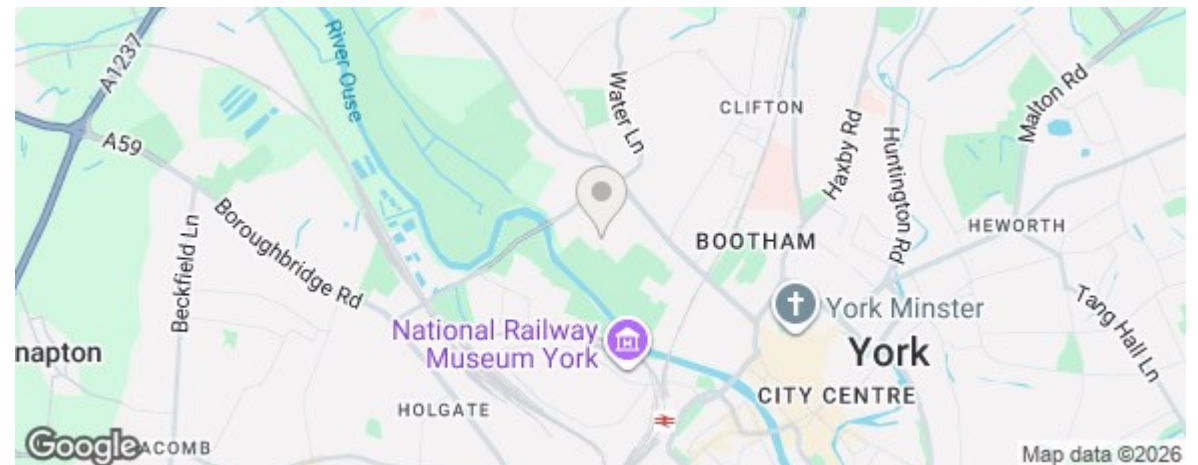 A1237
River Ouse
Water Ln
CLIFTON
Haxby Rd
Malton Rd
A59
Huntington Rd
Boroughbridge Rd
Beckfield Ln
BOOTHAM
HEWORTH
York Minster
Tang Hall Ln
National Railway
Museum York
York
napton
CITY CENTRE
HOLGATE
Google
ACOMB
Map data ©2026